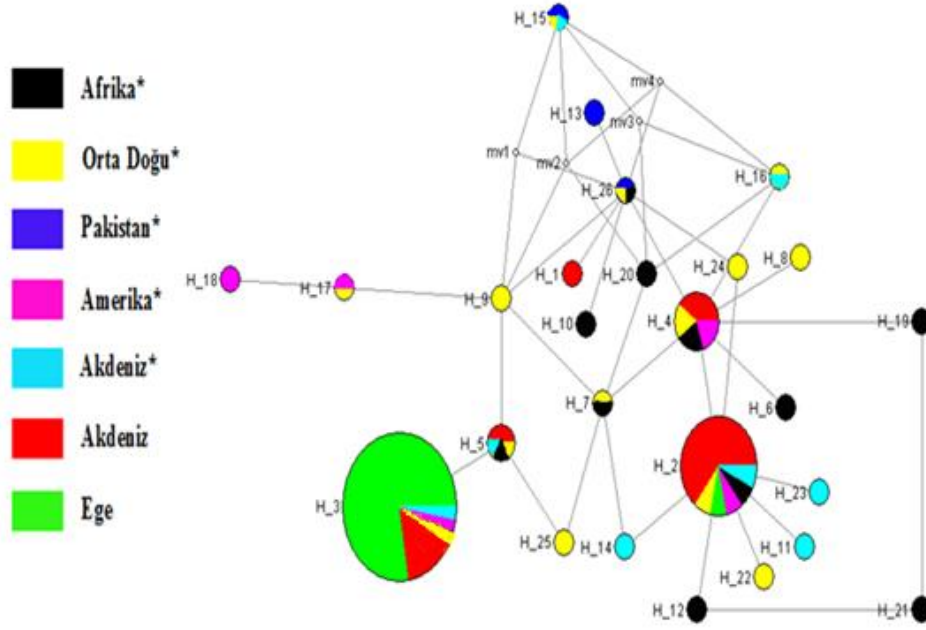 Afrika*
Orta Doğu*
Pakistan*
Amerika*
Akdeniz*
Akdeniz
Ege
H_15
mv4
H_13
mv3
mv1
mv2
H_16
H_26
H_8
H_24
H_1
H_20
H_18
H_17
H_9
H_10
H_4
H_19
H_7
H_6
H_5
H_2
H_23
H_3
H_25
H_14
H_11
H_22
H_12
H_21